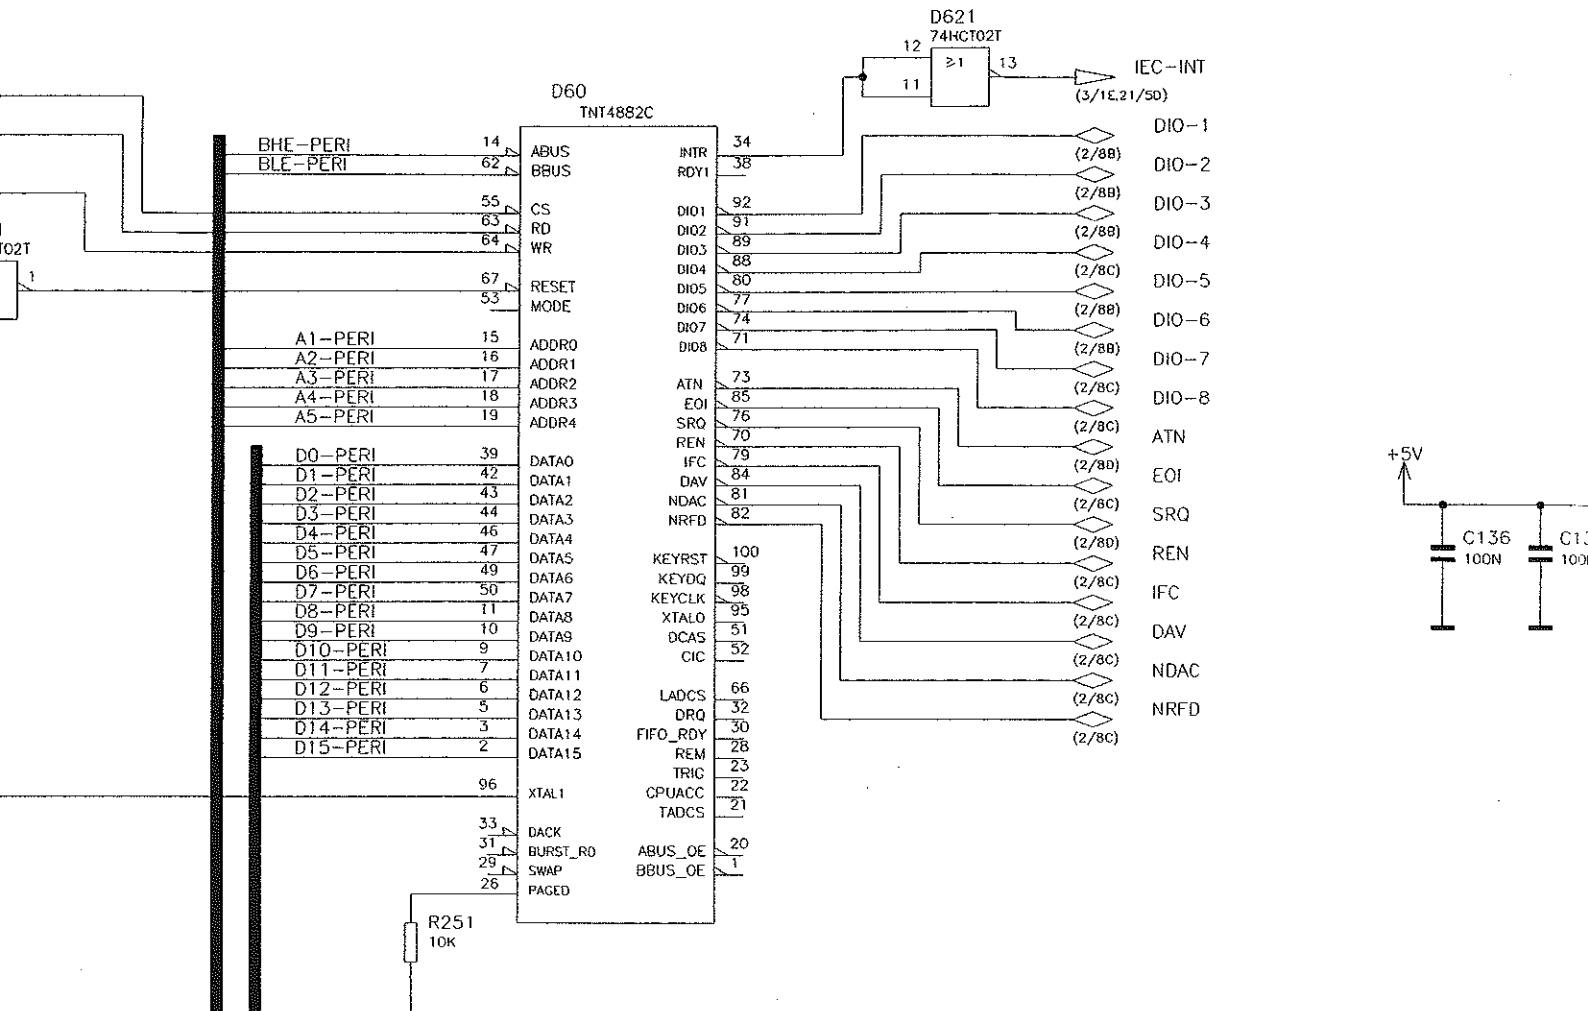 D621
74HCT02T
12
≥1
13
11
IEC-INT
(3/1E,21/5D)
D60
TNT4882C
BHE-PERI 14 ABUS
BLE-PERI 62 BBUS
55 CS
63 RD
64 WR
67 RESET
53 MODE
T02T
1
A1-PERI 15 ADDR0
A2-PERI 16 ADDR1
A3-PERI 17 ADDR2
A4-PERI 18 ADDR3
A5-PERI 19 ADDR4
D0-PERI 39 DATA0
D1-PERI 42 DATA1
D2-PERI 43 DATA2
D3-PERI 44 DATA3
D4-PERI 46 DATA4
D5-PERI 47 DATA5
D6-PERI 49 DATA6
D7-PERI 50 DATA7
D8-PERI 11 DATA8
D9-PERI 10 DATA9
D10-PERI 9 DATA10
D11-PERI 7 DATA11
D12-PERI 6 DATA12
D13-PERI 5 DATA13
D14-PERI 3 DATA14
D15-PERI 2 DATA15
96 XTAL1
33 DACK
31 BURST_RD
29 SWAP
26 PAGED
R251
10K
INTR 34
RDY1 38
DIO1 92
DIO2 91
DIO3 89
DIO4 88
DIO5 80
DIO6 77
DIO7 74
DIO8 71
ATN 73
EOI 85
SRQ 76
REN 70
IFC 79
DAV 84
NDAC 81
NRFD 82
KEYRST 100
KEYDQ 99
KEYCLK 98
XTALO 95
DCAS 51
CIC 52
LADCS 66
DRQ 32
FIFO_RDY 30
REM 28
TRIG 23
CPUACC 22
TADCS 21
ABUS_OE 20
BBUS_OE 1
DIO-1
(2/8B)
DIO-2
(2/8B)
DIO-3
(2/8B)
DIO-4
(2/8C)
DIO-5
(2/8B)
DIO-6
(2/8B)
DIO-7
(2/8C)
DIO-8
(2/8C)
ATN
(2/8D)
EOI
(2/8C)
SRQ
(2/8D)
REN
(2/8C)
IFC
(2/8C)
DAV
(2/8C)
NDAC
(2/8C)
NRFD
(2/8C)
+5V
C136
100N
C13
100N